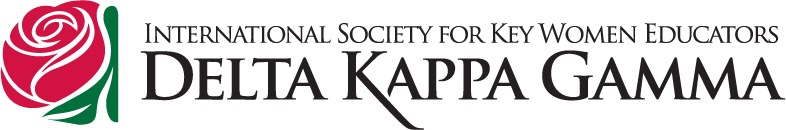 International Society for Key Women Educators
Delta Kappa Gamma